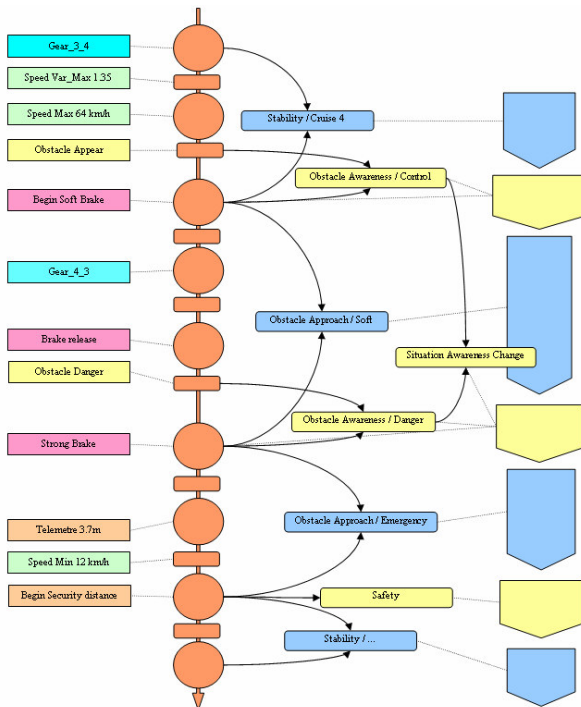 Gear_3_4
Speed Var_Max 1.35
Speed Max 64 km/h
Stability / Cruise 4
Obstacle Appear
Obstacle Awareness / Control
Begin Soft Brake
Gear_4_3
Obstacle Approach / Soft
Brake release
Situation Awareness Change
Obstacle Danger
Obstacle Awareness / Danger
Strong Brake
Obstacle Approach / Emergency
Telemetre 3.7m
Speed Min 12 km/h
Begin Security distance
Safety
Stability / ...